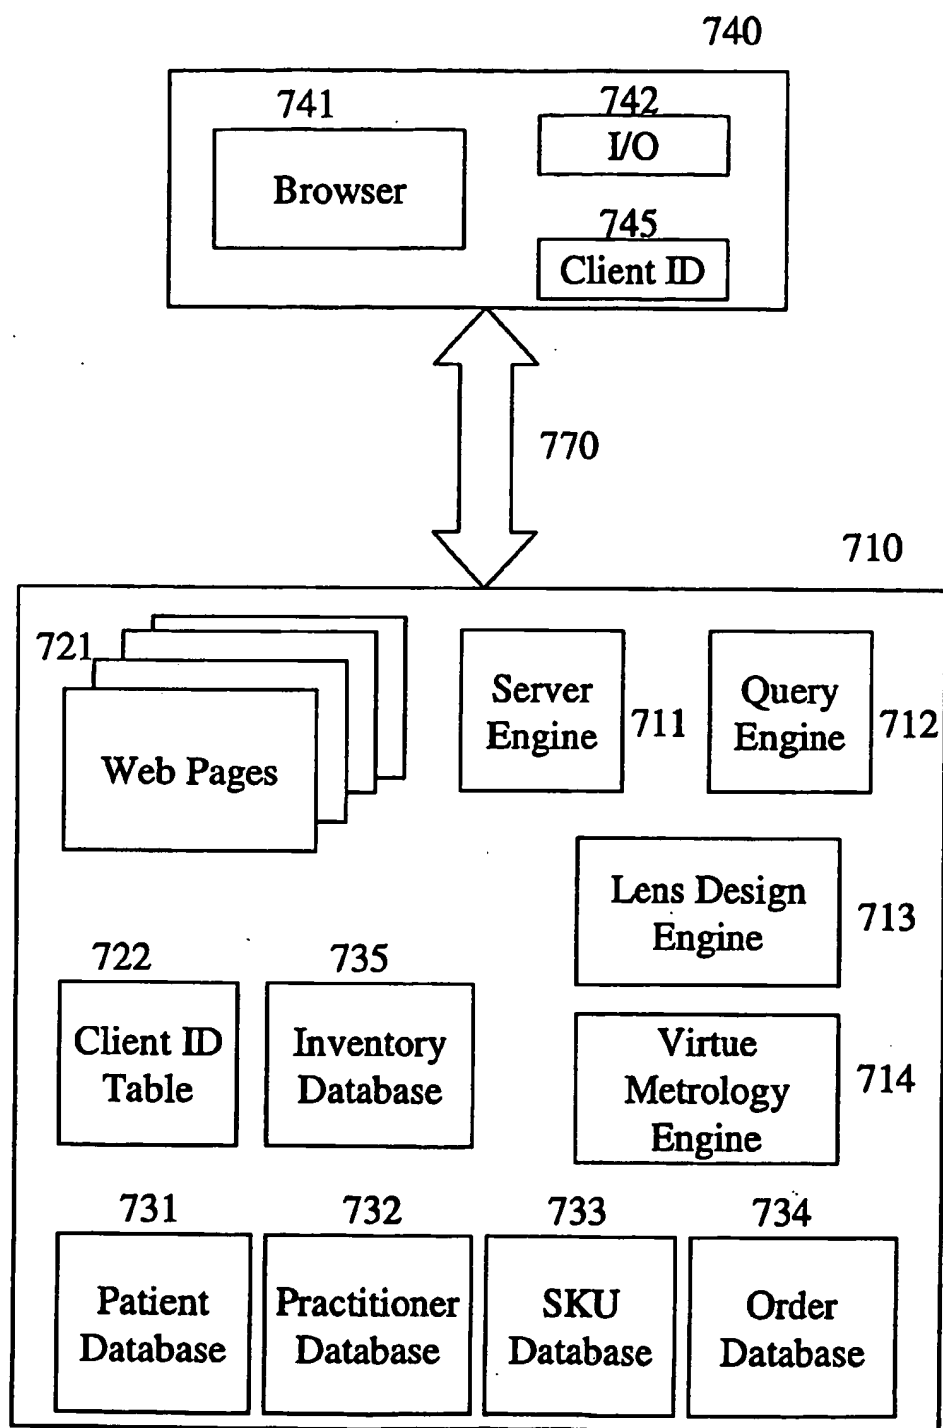 740
741
Browser
742
I/O
745
Client ID
770
710
721
Web Pages
Server
Engine
711
Query
Engine
712
Lens Design
Engine
713
722
Client ID
Table
735
Inventory
Database
Virtue
Metrology
Engine
714
731
Patient
Database
732
Practitioner
Database
733
SKU
Database
734
Order
Database